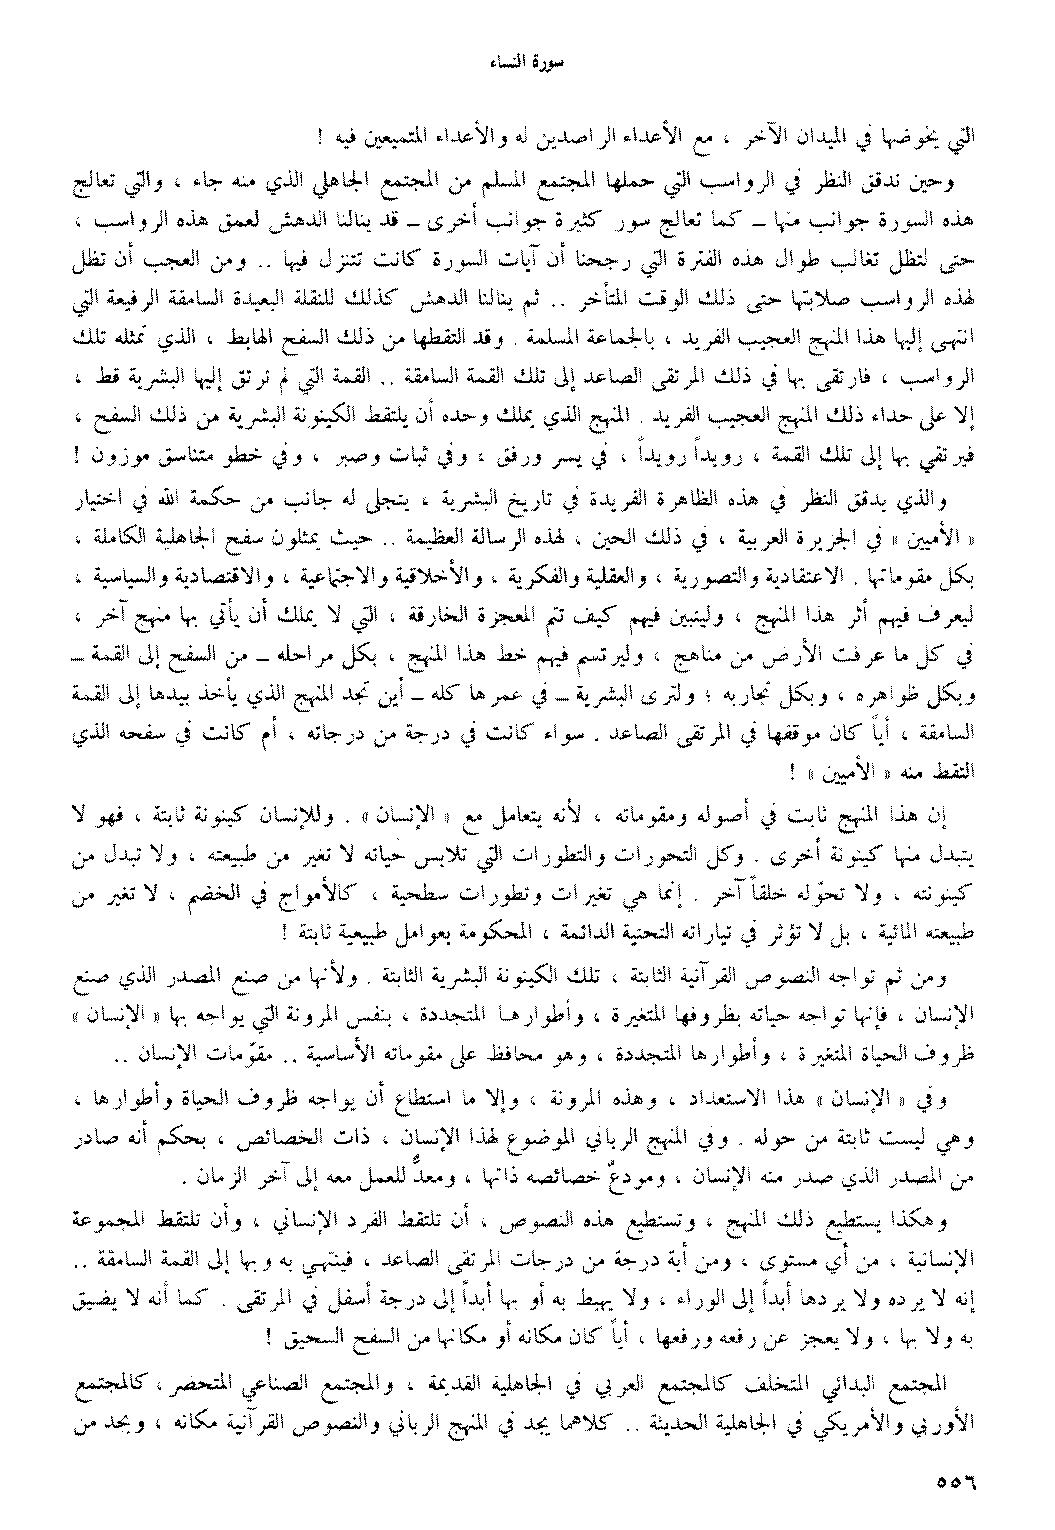 سورة النساء
التي يخوضها في الميدان الآخر ، مع الأعداء الراصدين له والأعداء المتميعين فيه !
وحين ندقق النظر في الرواسب التي حملها المجتمع المسلم من المجتمع الجاهلي الذي منه جاء ، والتي تعالج
هذه السورة جوانب منها – كما تعالج سور كثيرة جوانب أخرى – قد ينالنا الدهش لعمق هذه الرواسب ،
حتى لتظل تغالب طوال هذه الفترة التي رجحنا أن آيات السورة كانت تتنزل فيها .. ومن العجب أن تظل
لهذه الرواسب صلابتها حتى ذلك الوقت المتأخر .. ثم ينالنا الدهش كذلك للنقلة البعيدة السامقة الرفيعة التي
انتهى إليها هذا المنهج العجيب الفريد ، بالجماعة المسلمة . وقد التقطها من ذلك السفح الهابط ، الذي تمثله تلك
الرواسب ، فارتقى بها في ذلك المرتقى الصاعد إلى تلك القمة السامقة .. القمة التي لم ترتق إليها البشرية قط ،
إلا على حداء ذلك المنهج العجيب الفريد . المنهج الذي يملك وحده أن يلتقط الكينونة البشرية من ذلك السفح ،
فيرتقي بها إلى تلك القمة ، رويداً رويداً ، في يسر ورفق ، وفي ثبات وصبر ، وفي خطو متناسق موزون !
والذي يدقق النظر في هذه الظاهرة الفريدة في تاريخ البشرية ، يتجلى له جانب من حكمة الله في اختيار
« الأميين » في الجزيرة العربية ، في ذلك الحين ، لهذه الرسالة العظيمة .. حيث يمثلون سفح الجاهلية الكاملة ،
بكل مقوماتها . الاعتقادية والتصورية ، والعقلية والفكرية ، والأخلاقية والاجتماعية ، والاقتصادية والسياسية ،
ليعرف فيهم أثر هذا المنهج ، وليتبين فيهم كيف تتم المعجزة الخارقة ، التي لا يملك أن يأتي بها منهج آخر ،
في كل ما عرفت الأرض من مناهج ، وليرتسم فيهم خط هذا المنهج ، بكل مراحله – من السفح إلى القمة –
وبكل ظواهره ، وبكل تجاربه ؛ ولترى البشرية – في عمرها كله – أين تجد المنهج الذي يأخذ بيدها إلى القمة
السامقة ، أياً كان موقفها في المرتقى الصاعد . سواء كانت في درجة من درجاته ، أم كانت في سفحه الذي
التقط منه « الأميين » !
إن هذا المنهج ثابت في أصوله ومقوماته ، لأنه يتعامل مع « الإنسان » . وللإنسان كينونة ثابتة ، فهو لا
يتبدل منها كينونة أخرى . وكل التحورات والتطورات التي تلابس حياته لا تغير من طبيعته ، ولا تبدل من
كينونته ، ولا تحوّله خلقاً آخر . إنما هي تغيرات وتطورات سطحية ، كالأمواج في الخضم ، لا تغير من
طبيعته المائية ، بل لا تؤثر في تياراته التحتية الدائمة ، المحكومة بعوامل طبيعية ثابتة !
ومن ثم تواجه النصوص القرآنية الثابتة ، تلك الكينونة البشرية الثابتة . ولأنها من صنع المصدر الذي صنع
الإنسان ، فإنها تواجه حياته بظروفها المتغيرة ، وأطوارها المتجددة ، بنفس المرونة التي يواجه بها « الإنسان »
ظروف الحياة المتغيرة ، وأطوارها المتجددة ، وهو محافظ على مقوماته الأساسية .. مقوّمات الإنسان ..
وفي « الإنسان » هذا الاستعداد ، وهذه المرونة ، وإلا ما استطاع أن يواجه ظروف الحياة وأطوارها ،
وهي ليست ثابتة من حوله . وفي المنهج الرباني الموضوع لهذا الإنسان ، ذات الخصائص ، بحكم أنه صادر
من المصدر الذي صدر منه الإنسان ، ومودعٌ خصائصه ذاتها ، ومعدٌّ للعمل معه إلى آخر الزمان .
وهكذا يستطيع ذلك المنهج ، وتستطيع هذه النصوص ، أن تلتقط الفرد الإنساني ، وأن تلتقط المجموعة
الإنسانية ، من أي مستوى ، ومن أية درجة من درجات المرتقى الصاعد ، فينتهي به وبها إلى القمة السامقة ..
إنه لا يرده ولا يردها أبداً إلى الوراء ، ولا يهبط به أو بها أبداً إلى درجة أسفل في المرتقى . كما أنه لا يضيق
به ولا بها ، ولا يعجز عن رفعه ورفعها ، أياً كان مكانه أو مكانها من السفح السحيق !
المجتمع البدائي المتخلف كالمجتمع العربي في الجاهلية القديمة ، والمجتمع الصناعي المتحضر ، كالمجتمع
الأوربي والأمريكي في الجاهلية الحديثة .. كلاهما يجد في المنهج الرباني والنصوص القرآنية مكانه ، ويجد من
٥٥٦